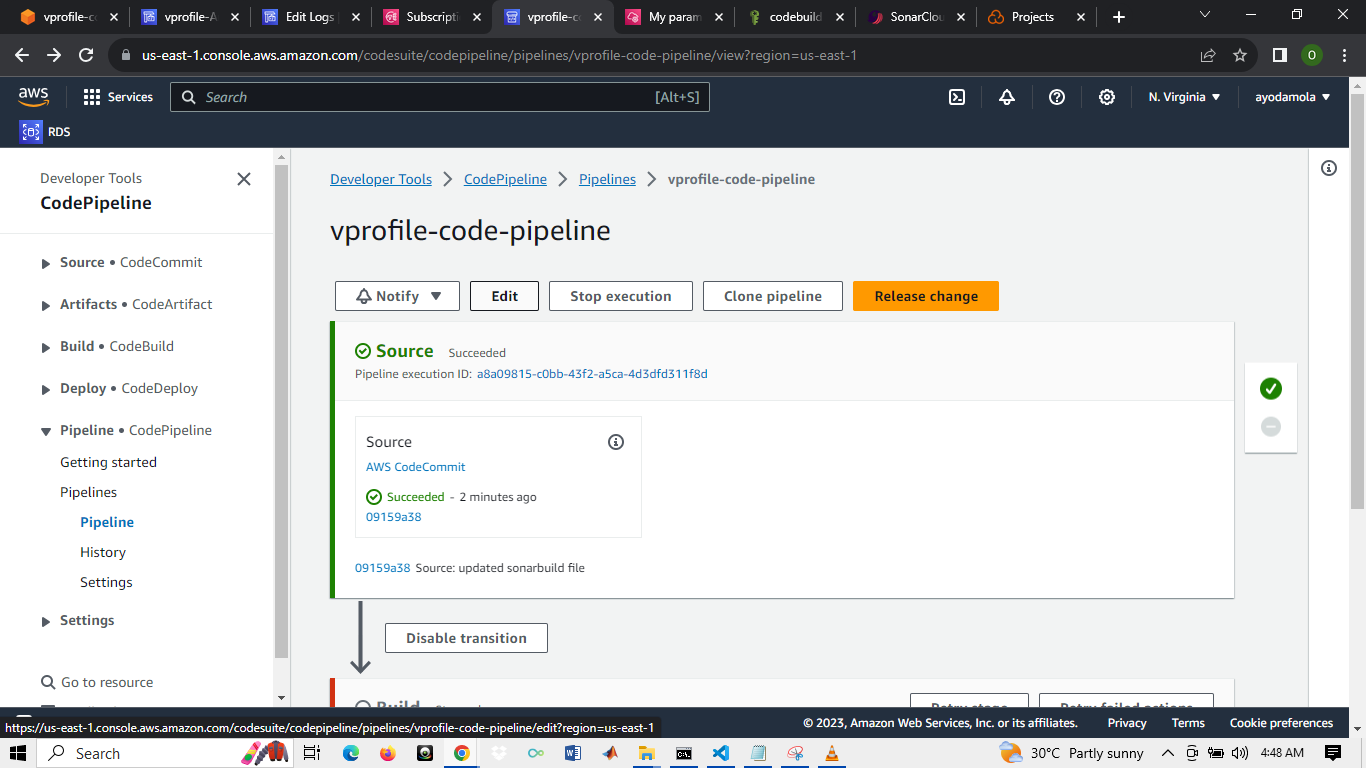 vprofile-co
vprofile-A
Edit Logs |
Subscripti
vprofile-co
My param
codebuild
SonarClou
Projects
us-east-1.console.aws.amazon.com/codesuite/codepipeline/pipelines/vprofile-code-pipeline/view?region=us-east-1
O
aws
Services
Search
[Alt+S]
N. Virginia
ayodamola
RDS
Developer Tools
CodePipeline
Source • CodeCommit
Artifacts • CodeArtifact
Build • CodeBuild
Deploy • CodeDeploy
Pipeline • CodePipeline
Getting started
Pipelines
Pipeline
History
Settings
Settings
Go to resource
Developer Tools
CodePipeline
Pipelines
vprofile-code-pipeline
vprofile-code-pipeline
Notify
Edit
Stop execution
Clone pipeline
Release change
Source Succeeded
Pipeline execution ID: a8a09815-c0bb-43f2-a5ca-4d3dfd311f8d
Source
AWS CodeCommit
Succeeded - 2 minutes ago
09159a38
09159a38 Source: updated sonarbuild file
Disable transition
Build
Retry stage
Retry failed actions
© 2023, Amazon Web Services, Inc. or its affiliates.
Privacy
Terms
Cookie preferences
https://us-east-1.console.aws.amazon.com/codesuite/codepipeline/pipelines/vprofile-code-pipeline/edit?region=us-east-1
Search
30°C Partly sunny
4:48 AM